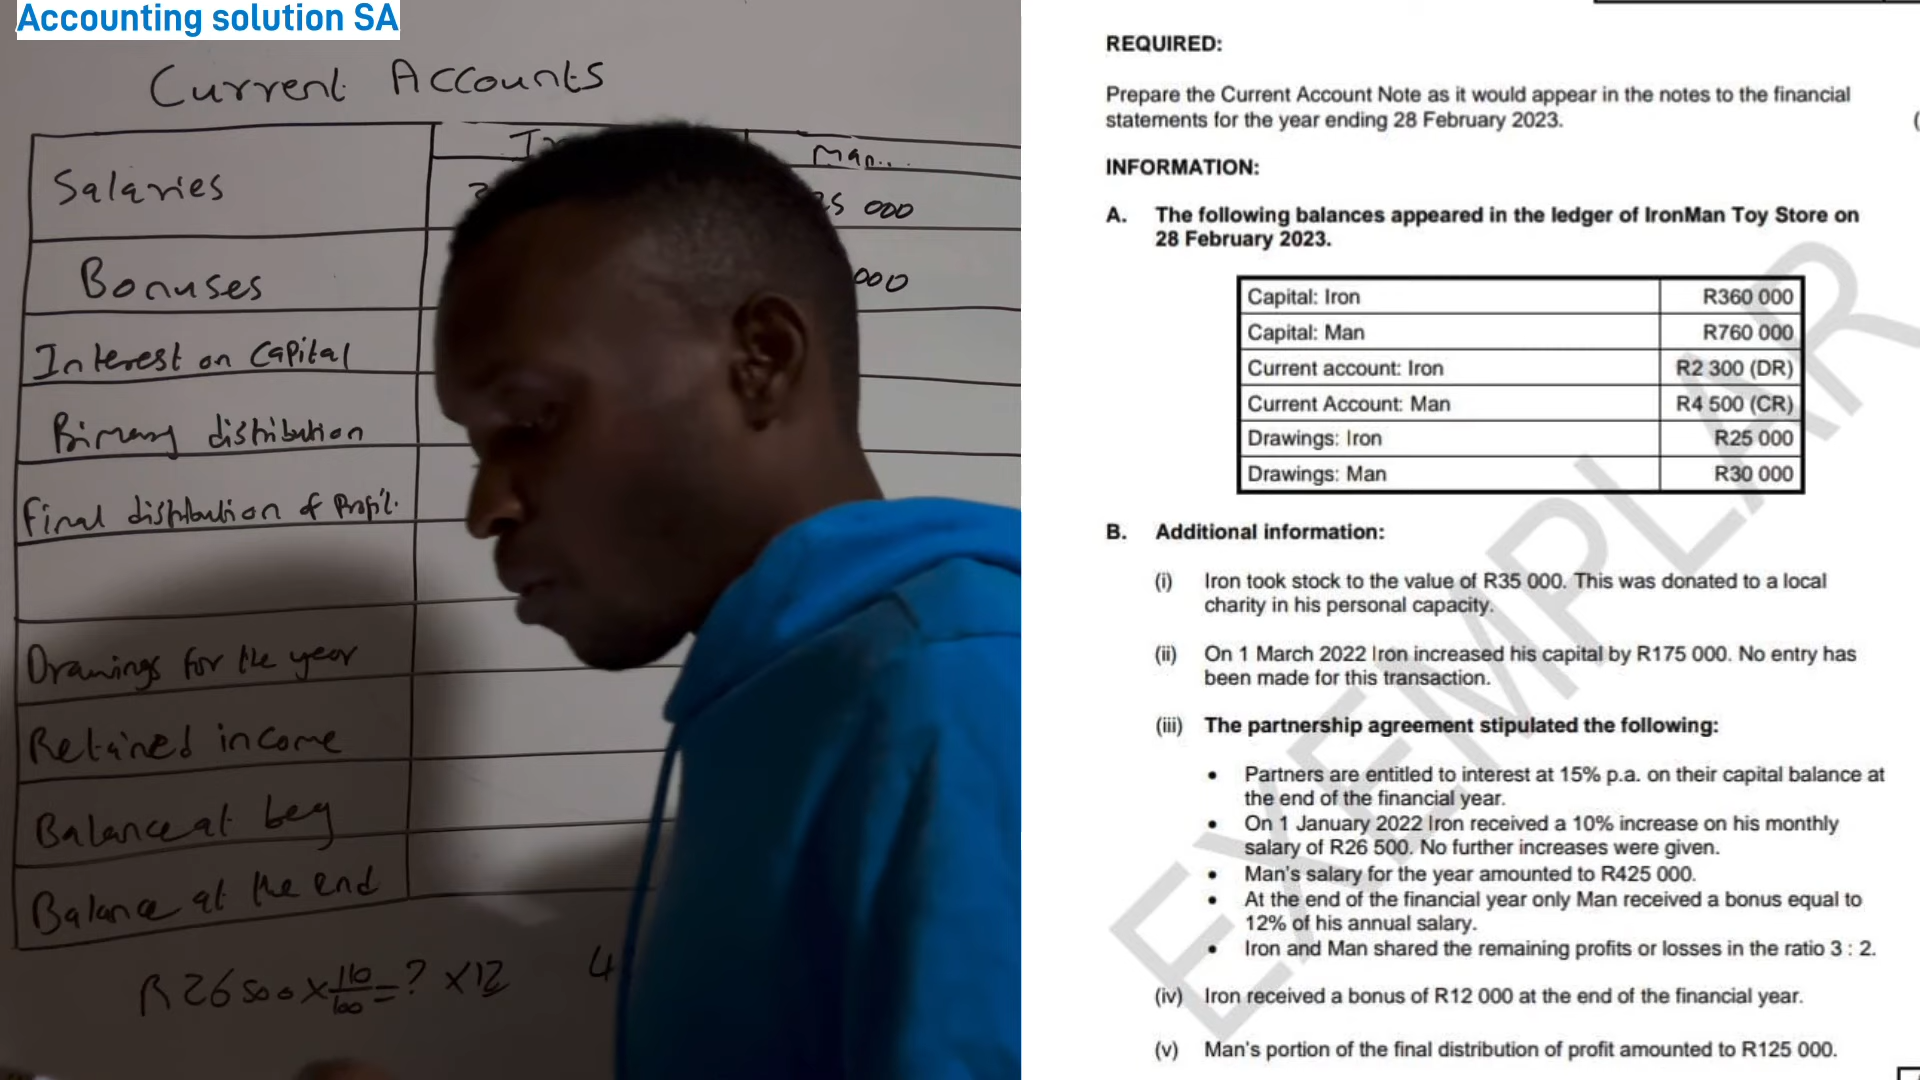 Accounting solution SA
Current Accounts
Man..
Salaries
000
Bonuses
000
Interest on Capital
Primary distribution
Final distribution of Profit.
Drawings for the year
Retained income
Balance at beg
Balance at the end
R26 500 x 110/100 = ? x12 4
REQUIRED:
Prepare the Current Account Note as it would appear in the notes to the financial
statements for the year ending 28 February 2023.
INFORMATION:
A. The following balances appeared in the ledger of IronMan Toy Store on
28 February 2023.
Capital: Iron R360 000
Capital: Man R760 000
Current account: Iron R2 300 (DR)
Current Account: Man R4 500 (CR)
Drawings: Iron R25 000
Drawings: Man R30 000
B. Additional information:
(i) Iron took stock to the value of R35 000. This was donated to a local
charity in his personal capacity.
(ii) On 1 March 2022 Iron increased his capital by R175 000. No entry has
been made for this transaction.
(iii) The partnership agreement stipulated the following:
• Partners are entitled to interest at 15% p.a. on their capital balance at
the end of the financial year.
• On 1 January 2022 Iron received a 10% increase on his monthly
salary of R26 500. No further increases were given.
• Man's salary for the year amounted to R425 000.
• At the end of the financial year only Man received a bonus equal to
12% of his annual salary.
• Iron and Man shared the remaining profits or losses in the ratio 3 : 2.
(iv) Iron received a bonus of R12 000 at the end of the financial year.
(v) Man's portion of the final distribution of profit amounted to R125 000.
EXEMPLAR